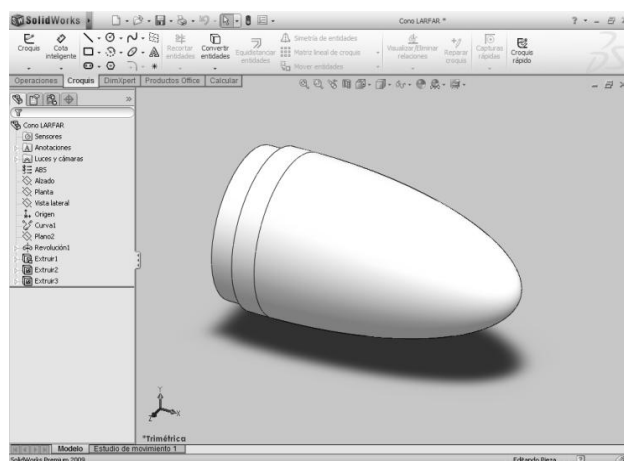 SolidWorks
Cono LARFAR *
Croquis
Cota inteligente
Recortar entidades
Convertir entidades
Equidistanciar entidades
Simetría de entidades
Matriz lineal de croquis
Mover entidades
Visualizar/Eliminar relaciones
Reparar croquis
Capturas rápidas
Croquis rápido
Operaciones
Croquis
DimXpert
Productos Office
Calcular
Cono LARFAR
Sensores
Anotaciones
Luces y cámaras
ABS
Alzado
Planta
Vista lateral
Origen
Curva1
Plano2
Revolución1
Extruir1
Extruir2
Extruir3
Y
X
Z
*Trimétrica
Modelo
Estudio de movimiento 1
SolidWorks Premium 2009
Editando Pieza